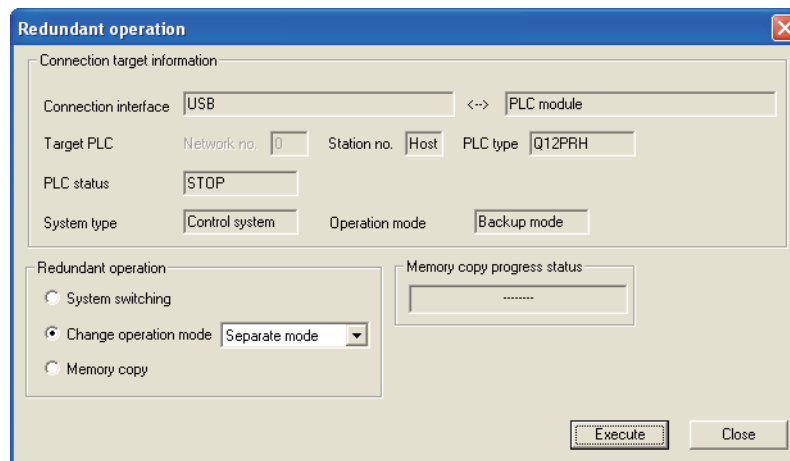 Redundant operation
Connection target information
Connection interface USB <--> PLC module
Target PLC Network no. 0 Station no. Host PLC type Q12PRH
PLC status STOP
System type Control system Operation mode Backup mode
Redundant operation
System switching
Change operation mode Separate mode
Memory copy
Memory copy progress status
--------
Execute Close